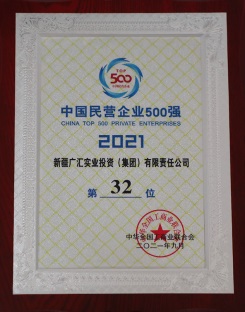 500
中国民营企业500强
CHINA TOP 500 PRIVATE ENTERPRISES
2021
新疆广汇实业投资（集团）有限责任公司
第 32 位
中华全国工商业联合会
二〇二一年九月